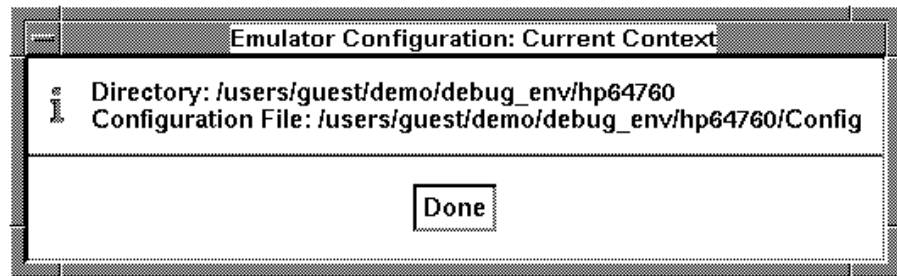 Emulator Configuration: Current Context
Directory: /users/guest/demo/debug_env/hp64760
Configuration File: /users/guest/demo/debug_env/hp64760/Config
Done